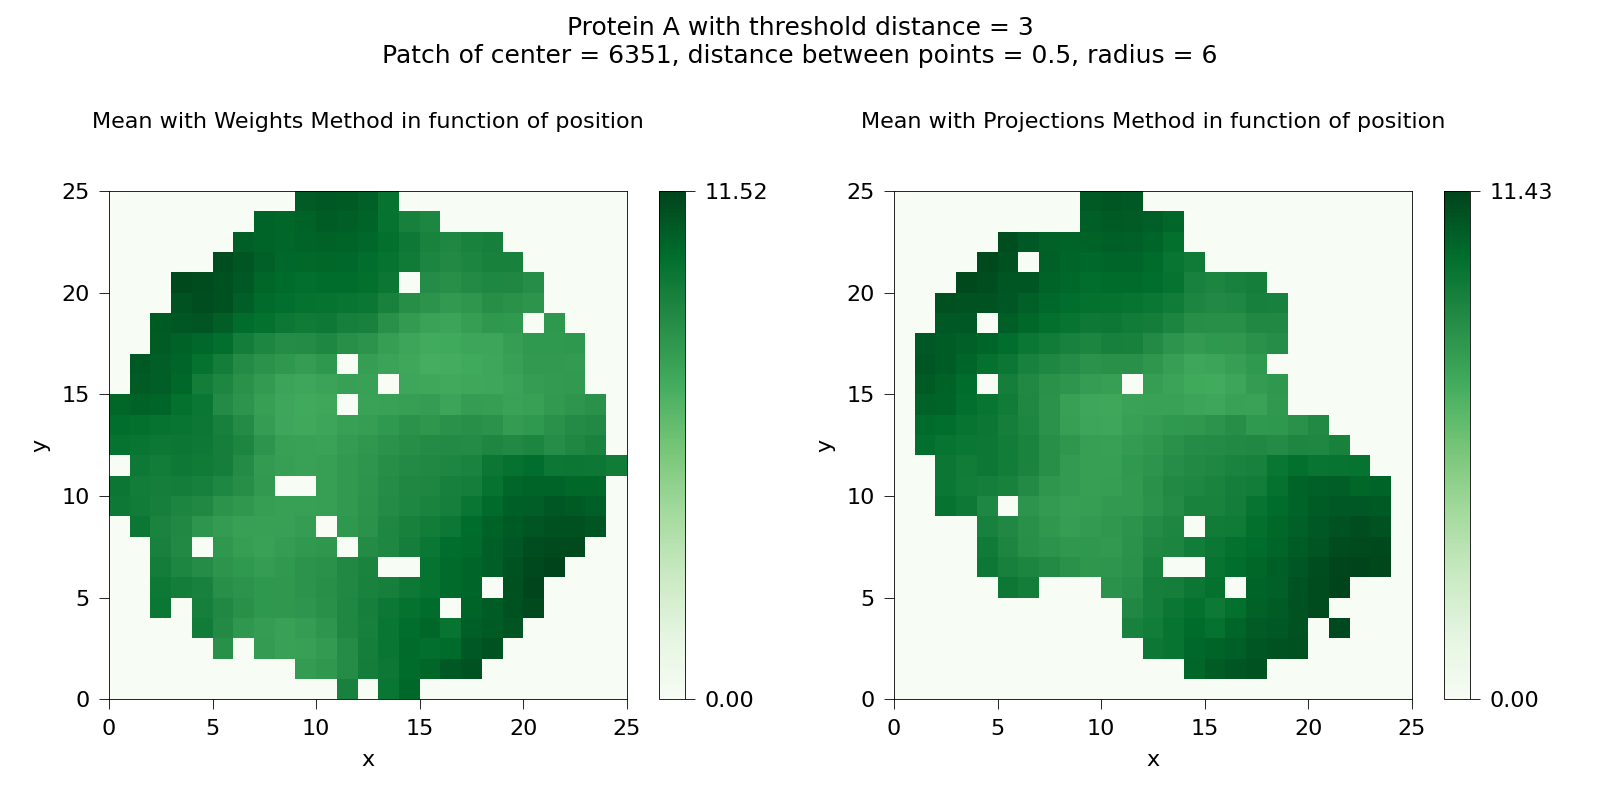 Protein A with threshold distance = 3
Patch of center = 6351, distance between points = 0.5, radius = 6
Mean with Weights Method in function of position
25
20
15
10
5
0
0 5 10 15 20 25
x
y
11.52
0.00
Mean with Projections Method in function of position
25
20
15
10
5
0
0 5 10 15 20 25
x
y
11.43
0.00